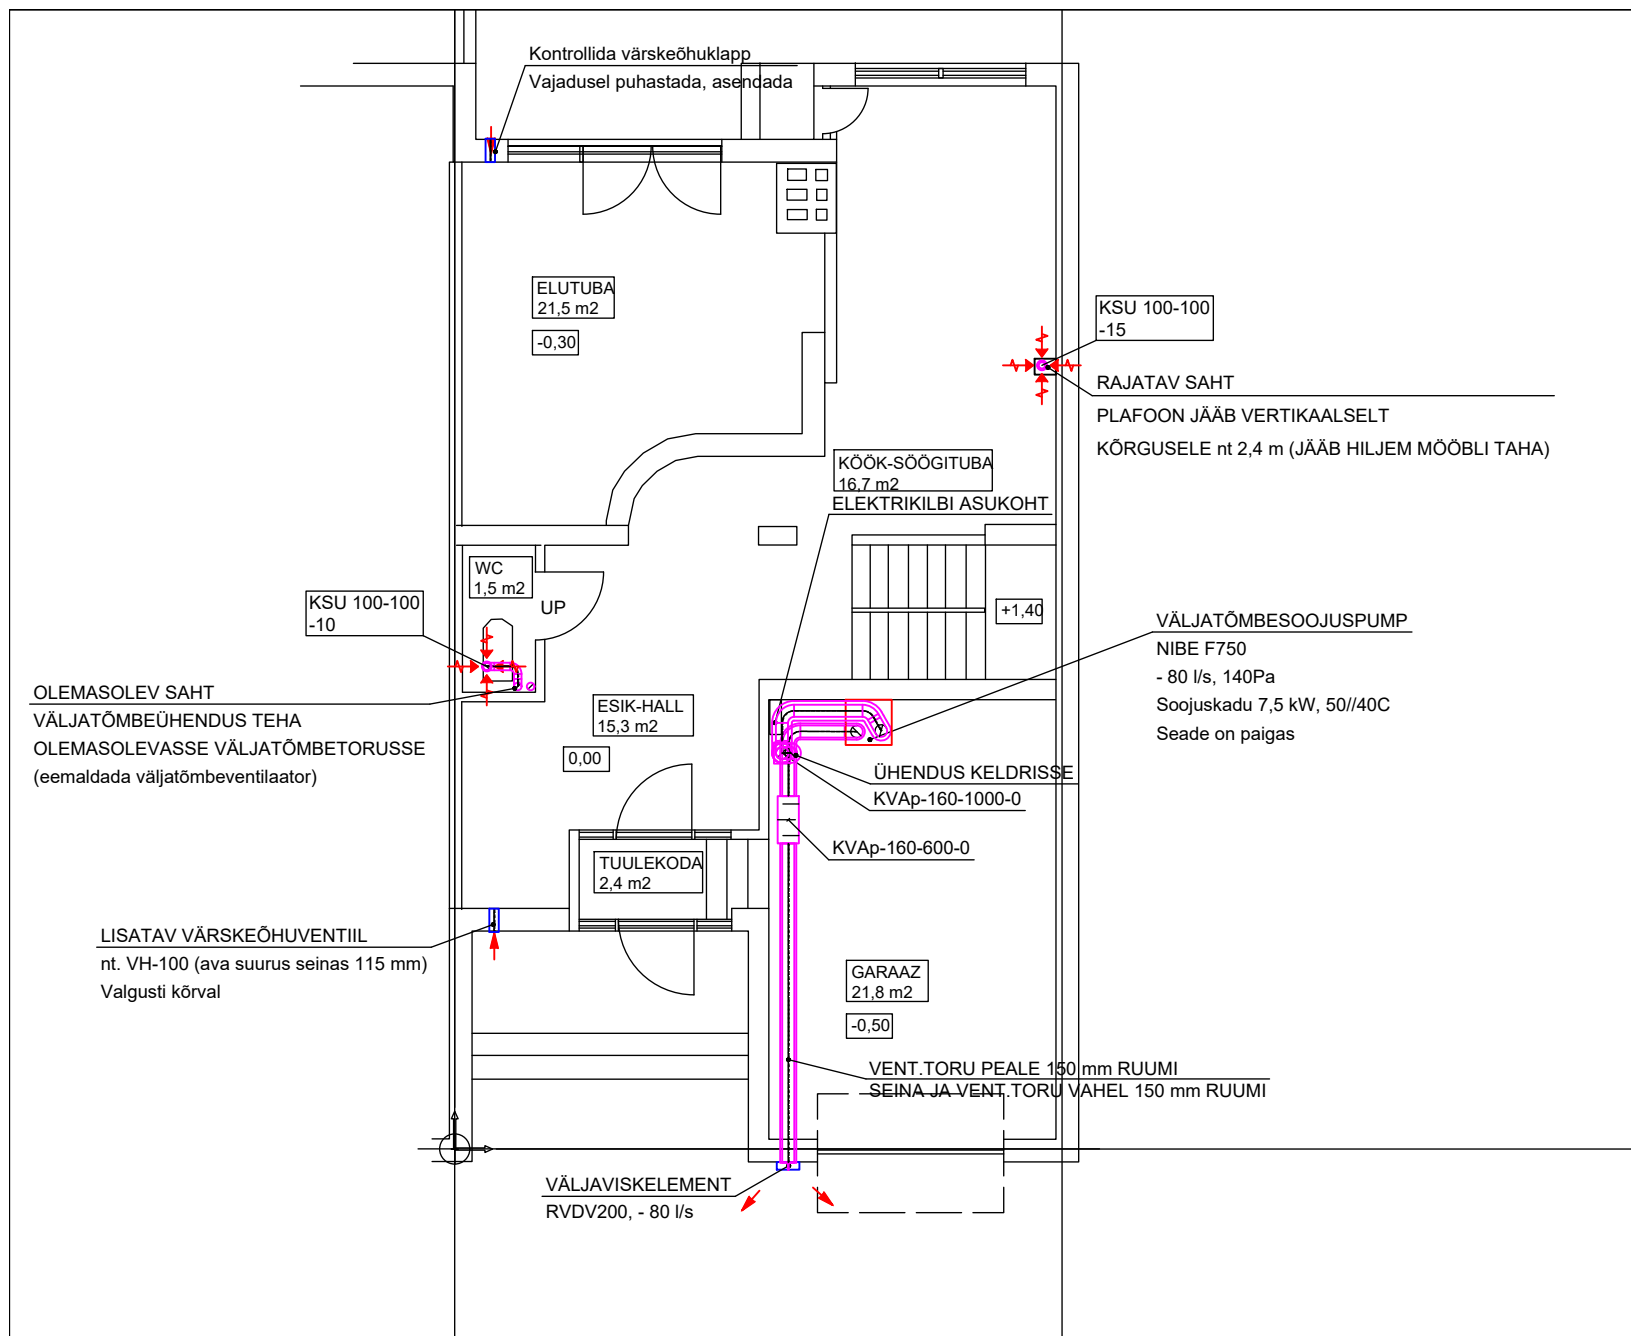 Kontrollida värskeõhuklapp
Vajadusel puhastada, asendada
ELUTUBA
21,5 m2
-0,30
KSU 100-100
-15
RAJATAV SAHT
PLAFOON JÄÄB VERTIKAALSELT
KÕRGUSELE nt 2,4 m (JÄÄB HILJEM MÖÖBLI TAHA)
KÖÖK-SÖÖGITUBA
16,7 m2
ELEKTRIKILBI ASUKOHT
WC
1,5 m2
UP
KSU 100-100
-10
+1,40
VÄLJATÕMBESOOJUSPUMP
NIBE F750
- 80 l/s, 140Pa
Soojuskadu 7,5 kW, 50//40C
Seade on paigas
OLEMASOLEV SAHT
VÄLJATÕMBEÜHENDUS TEHA
OLEMASOLEVASSE VÄLJATÕMBETORUSSE
(eemaldada väljatõmbeventilaator)
ESIK-HALL
15,3 m2
0,00
ÜHENDUS KELDRISSE
KVAp-160-1000-0
KVAp-160-600-0
TUULEKODA
2,4 m2
LISATAV VÄRSKEÕHUVENTIIL
nt. VH-100 (ava suurus seinas 115 mm)
Valgusti kõrval
GARAAZ
21,8 m2
-0,50
VENT.TORU PEALE 150 mm RUUMI
SEINA JA VENT.TORU VAHEL 150 mm RUUMI
VÄLJAVISKELEMENT
RVDV200, - 80 l/s